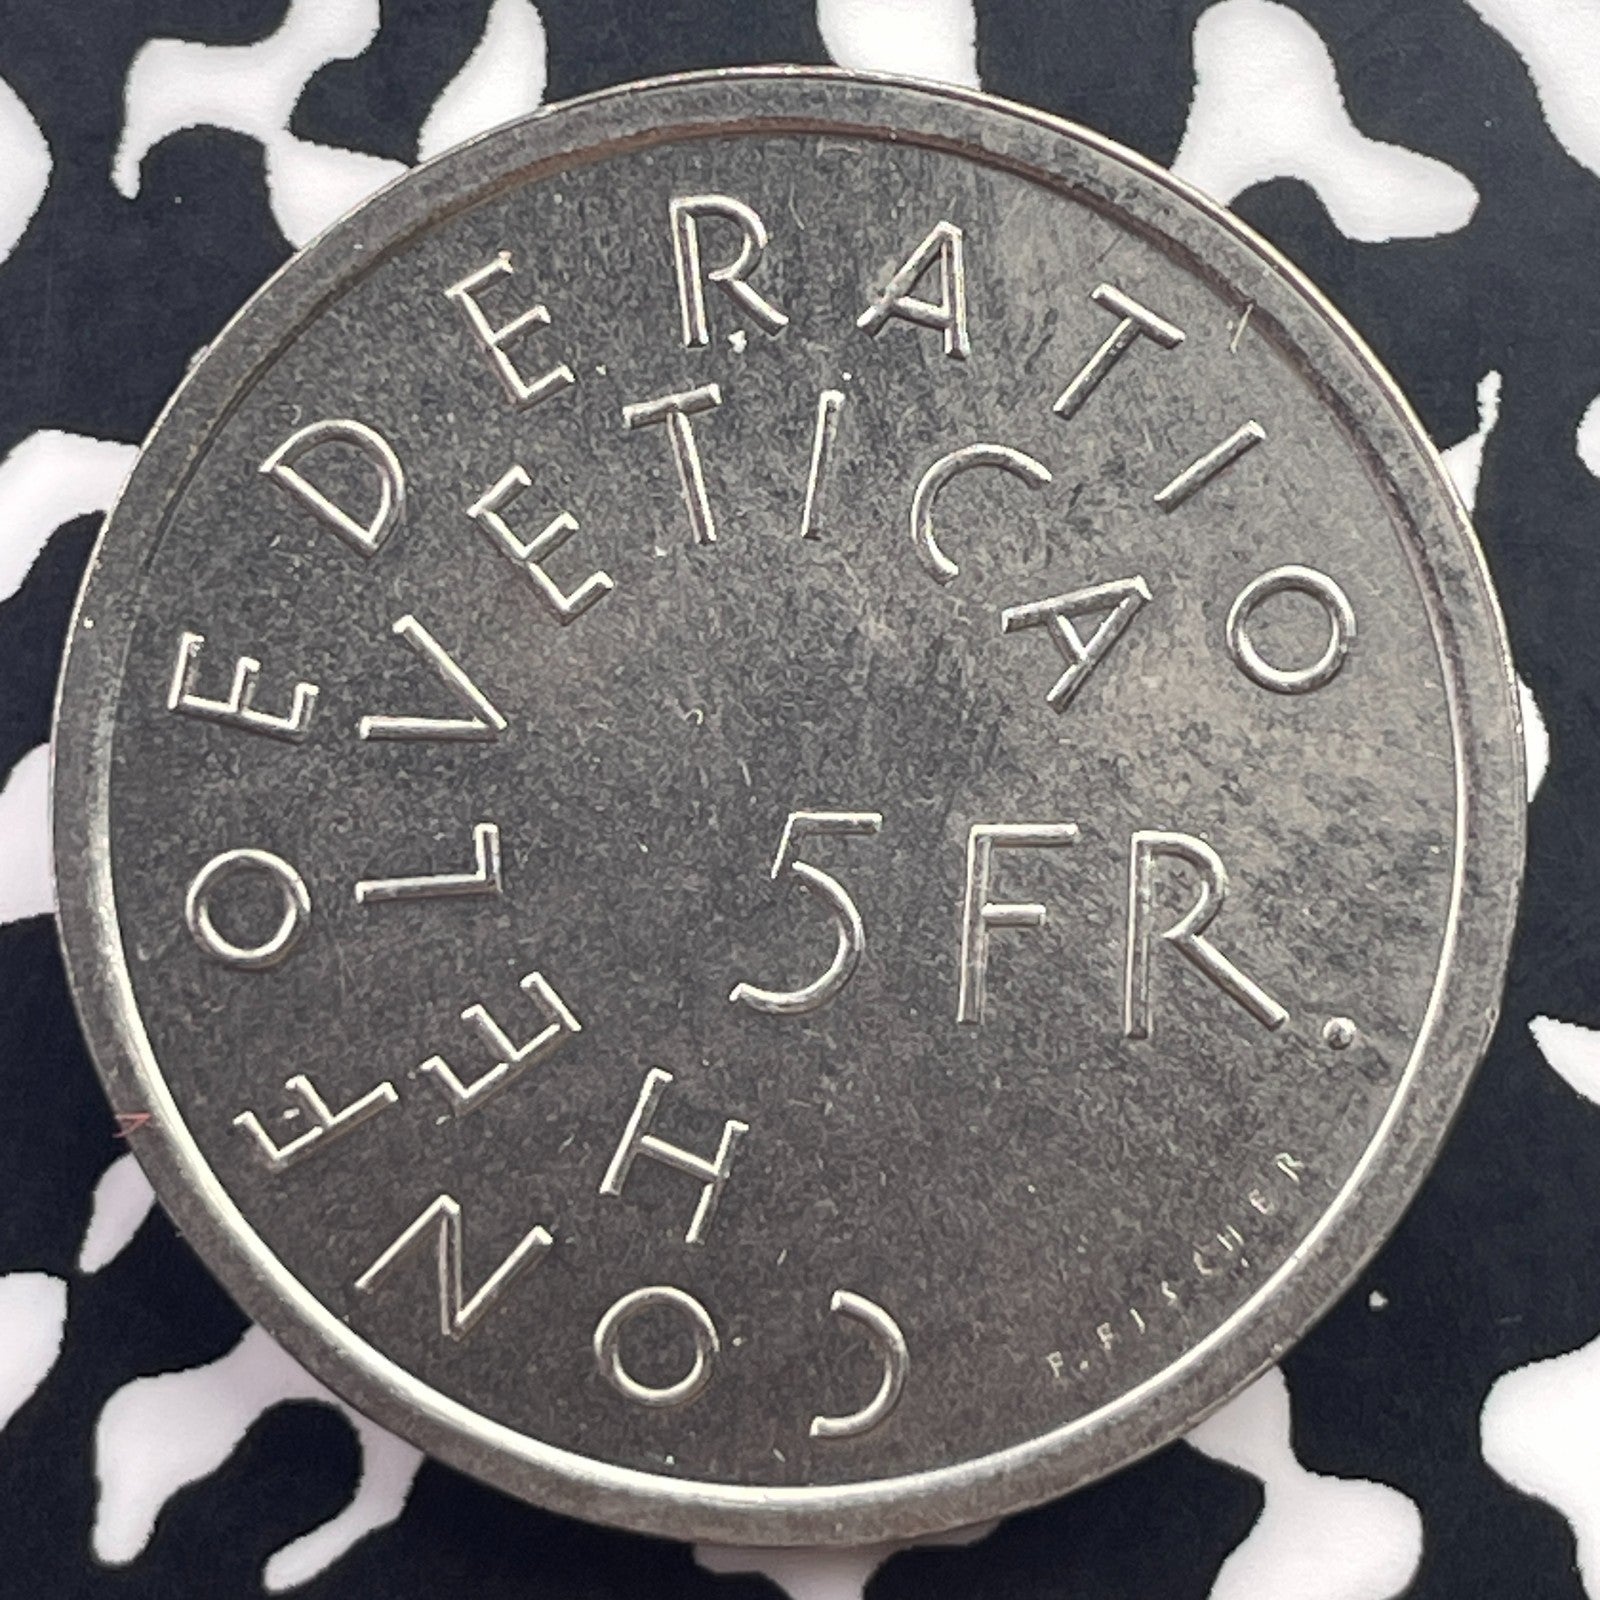 CONFOEDERATIO
HELVETICA
5 FR.
F. FISCHER